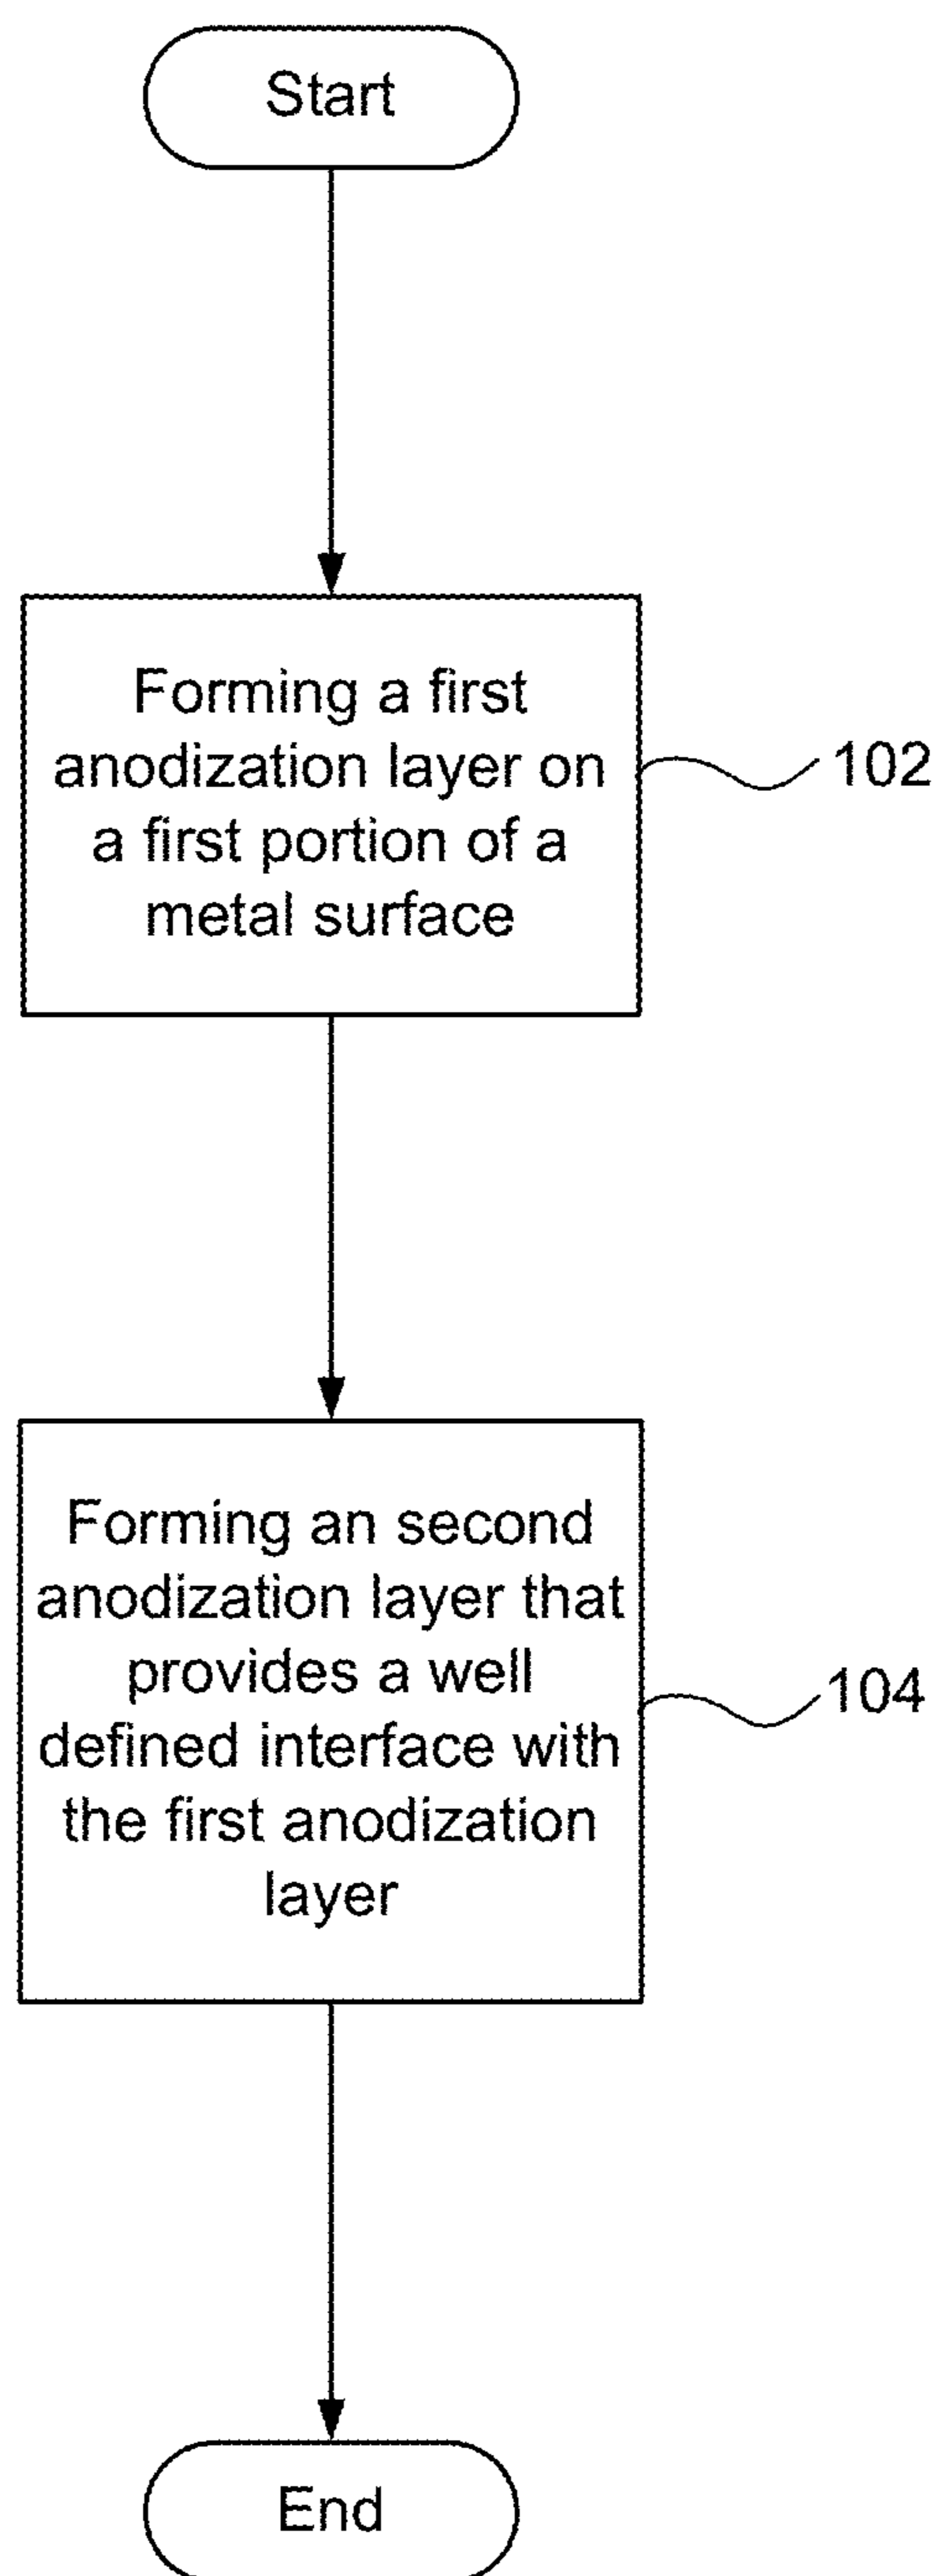 Start
Forming a first
anodization layer on
a first portion of a
metal surface
102
Forming an second
anodization layer that
provides a well
defined interface with
the first anodization
layer
104
End